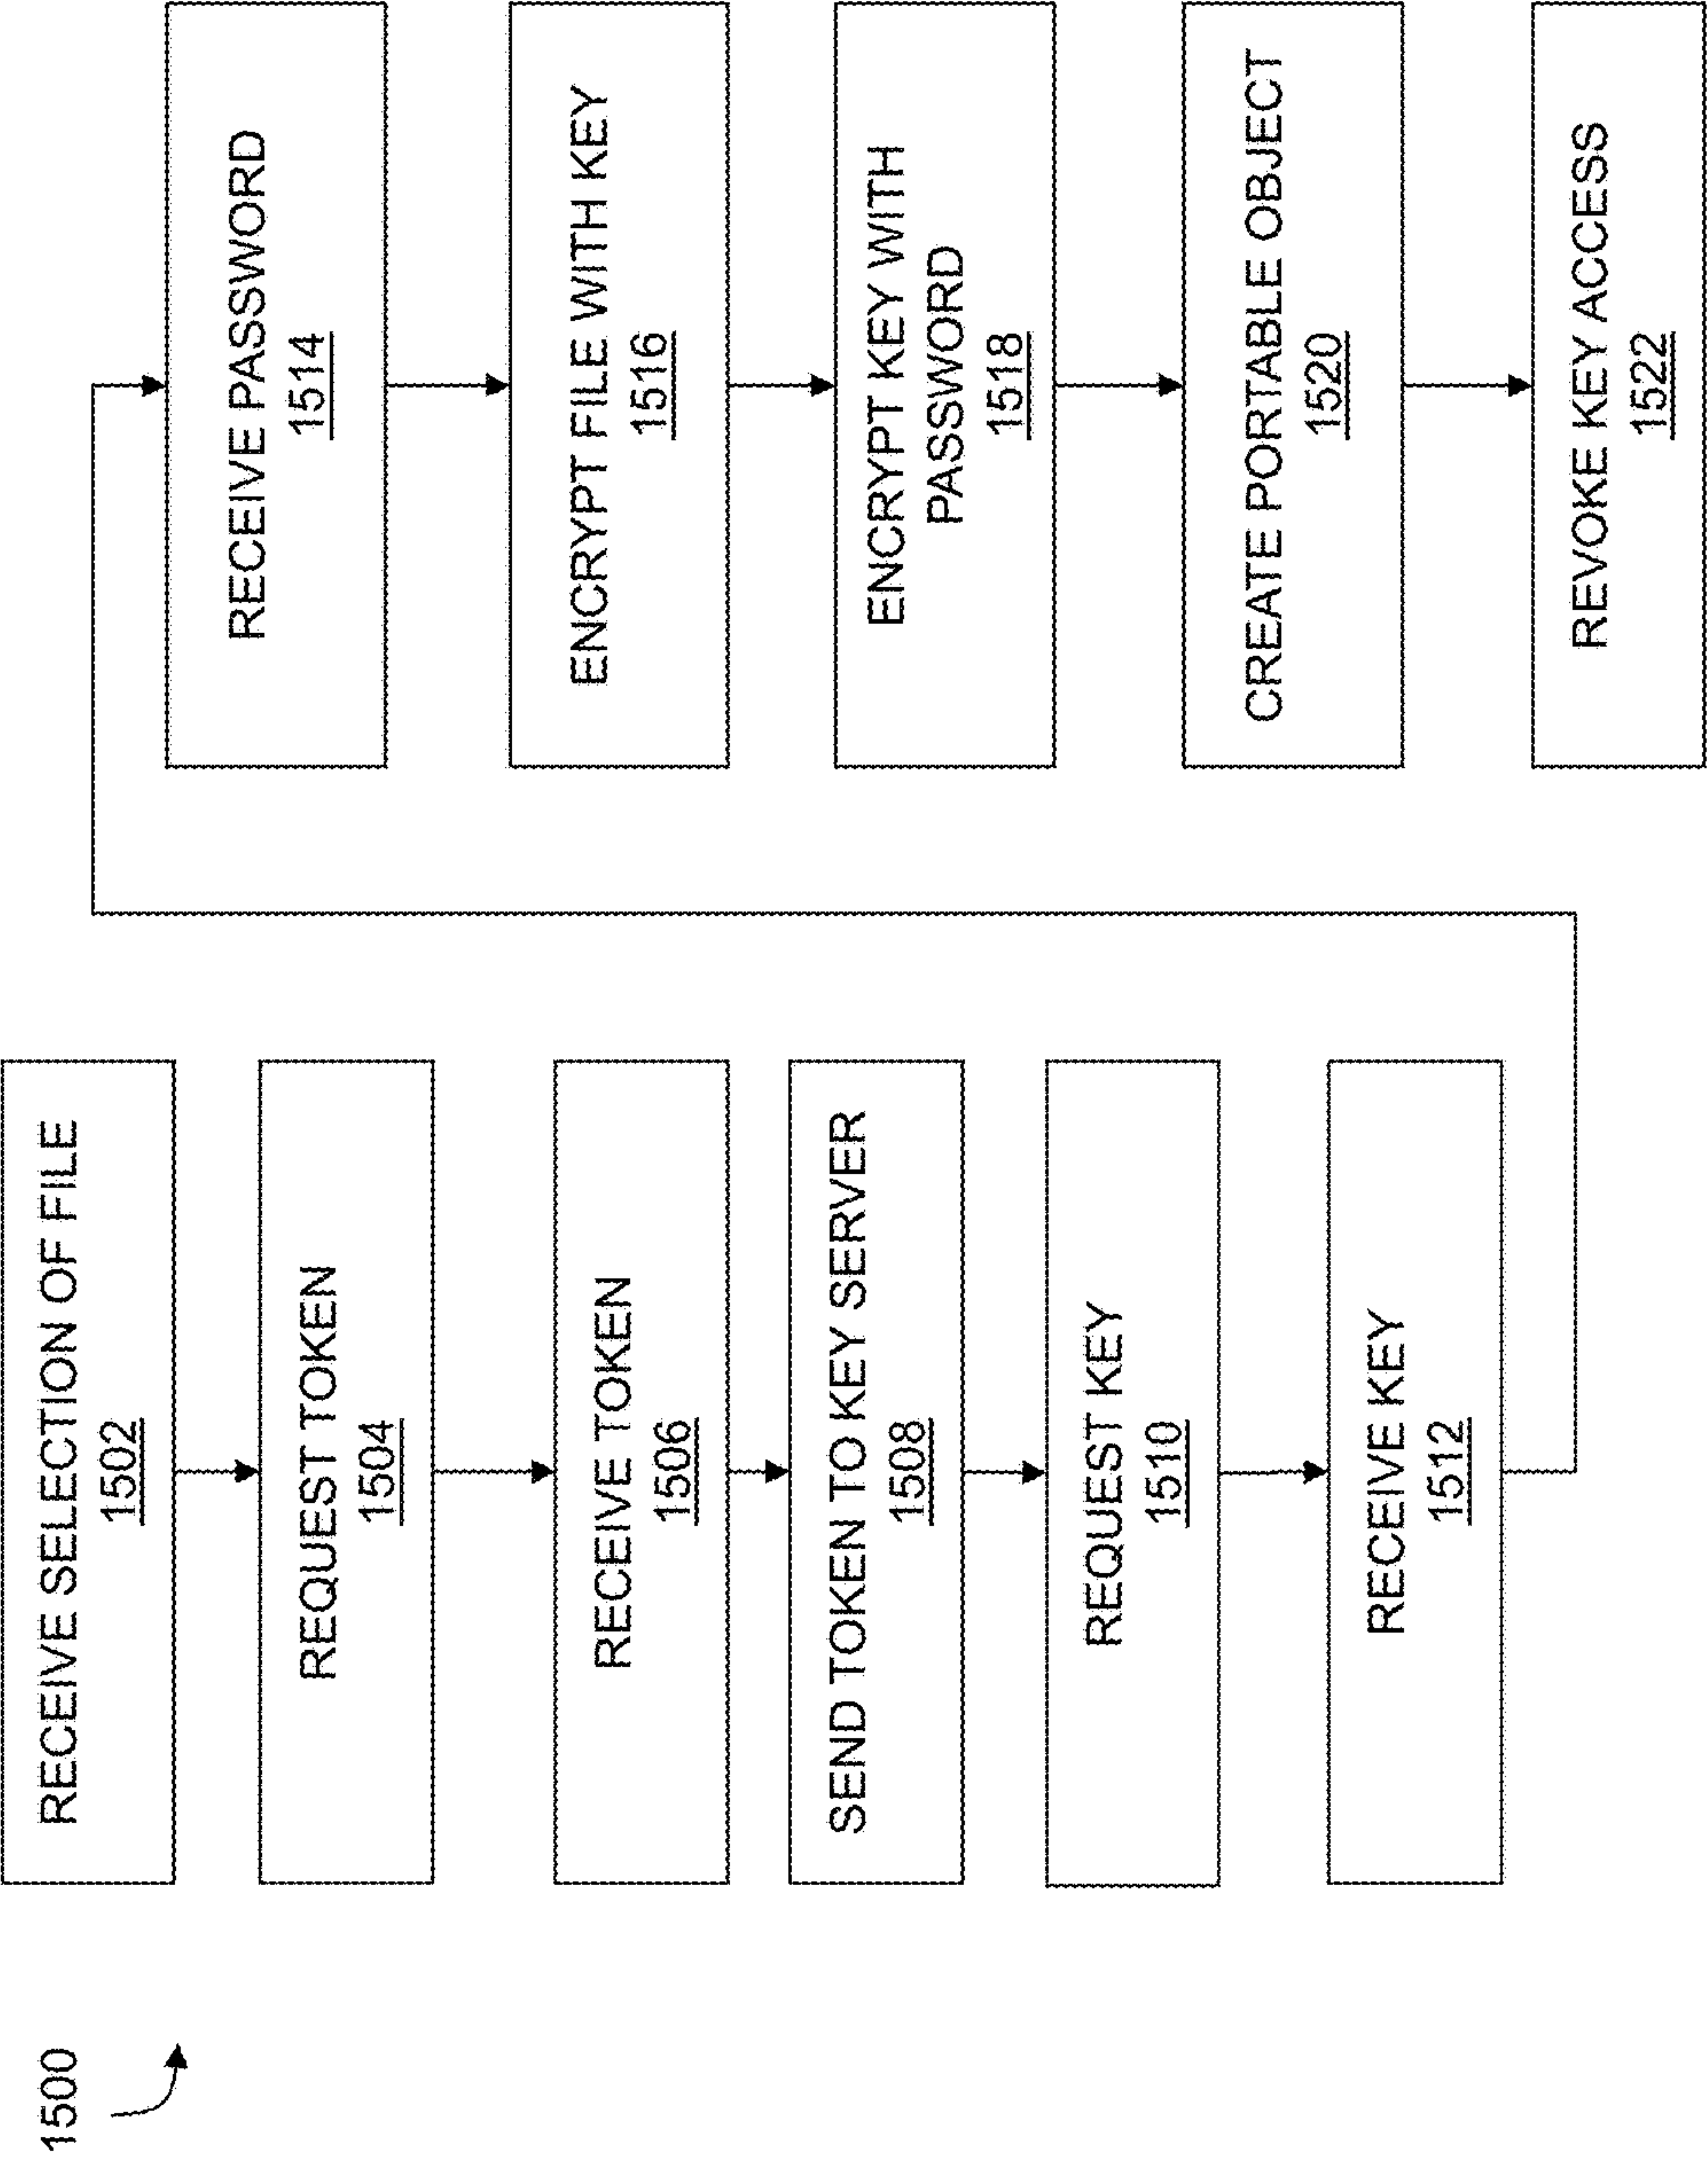 1500
RECEIVE SELECTION OF FILE
1502
REQUEST TOKEN
1504
RECEIVE TOKEN
1506
SEND TOKEN TO KEY SERVER
1508
REQUEST KEY
1510
RECEIVE KEY
1512
RECEIVE PASSWORD
1514
ENCRYPT FILE WITH KEY
1516
ENCRYPT KEY WITH
PASSWORD
1518
CREATE PORTABLE OBJECT
1520
REVOKE KEY ACCESS
1522